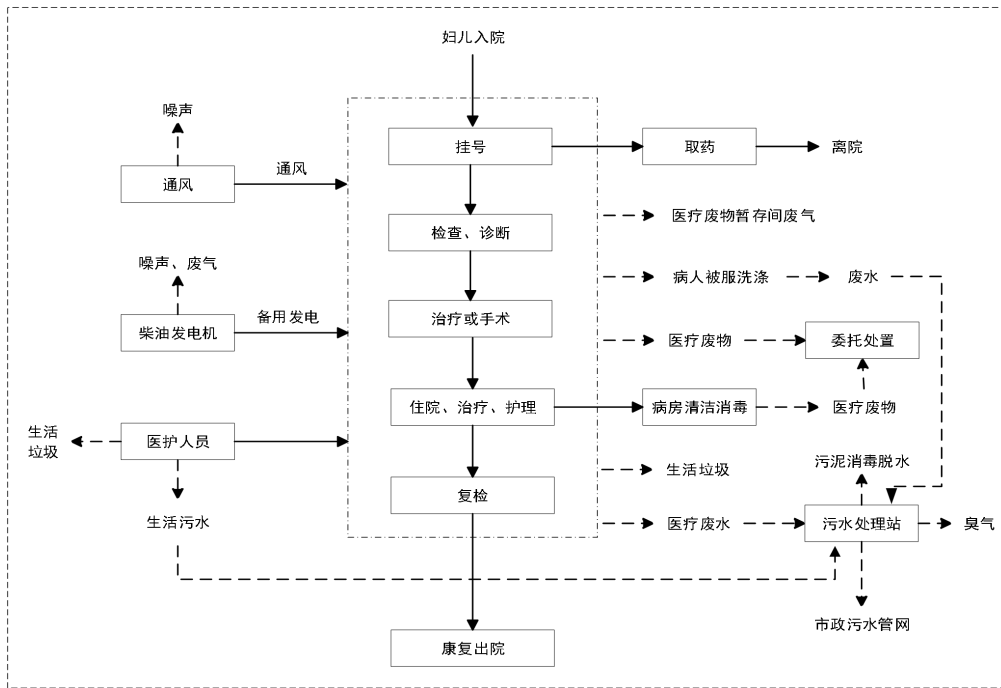 妇儿入院
噪声
挂号
取药
离院
通风
通风
医疗废物暂存间废气
检查、诊断
噪声、废气
病人被服洗涤
废水
柴油发电机
备用发电
治疗或手术
医疗废物
委托处置
住院、治疗、护理
病房清洁消毒
医疗废物
生活
垃圾
医护人员
生活垃圾
污泥消毒脱水
复检
生活污水
医疗废水
污水处理站
臭气
市政污水管网
康复出院